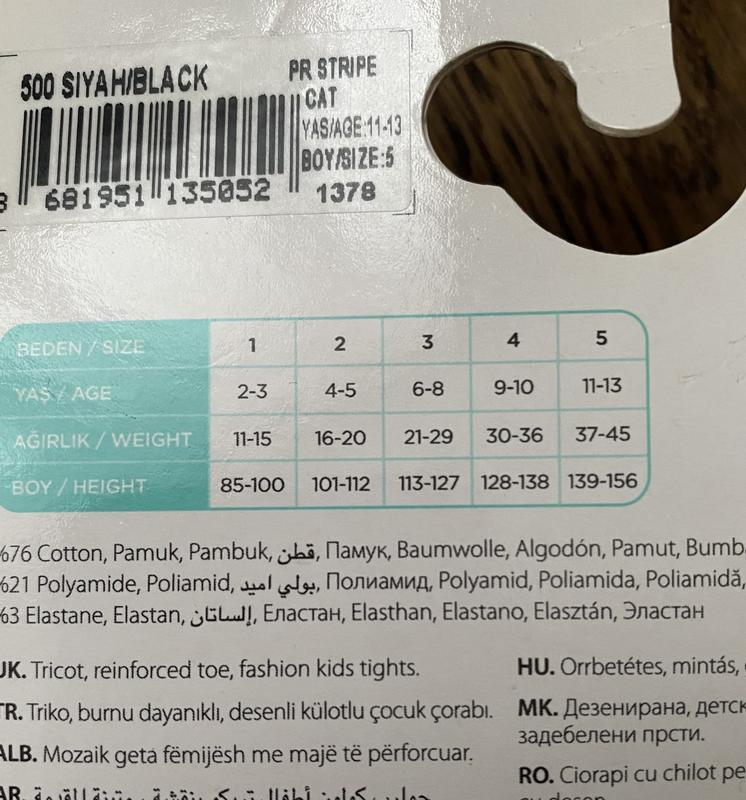 500 SIYAH/BLACK
PR STRIPE
CAT
YAS/AGE:11-13
BOY/SIZE:5
1378
8 681951 135052
BEDEN / SIZE 1 2 3 4 5
YAŞ / AGE 2-3 4-5 6-8 9-10 11-13
AĞIRLIK / WEIGHT 11-15 16-20 21-29 30-36 37-45
BOY / HEIGHT 85-100 101-112 113-127 128-138 139-156
%76 Cotton, Pamuk, Pambuk, قطن, Памук, Baumwolle, Algodón, Pamut, Bumb
%21 Polyamide, Poliamid, بولي اميد, Полиамид, Polyamid, Poliamida, Poliamidă,
%3 Elastane, Elastan, إلساتان, Еластан, Elasthan, Elastano, Elasztán, Эластан
UK. Tricot, reinforced toe, fashion kids tights.
TR. Triko, burnu dayanıklı, desenli külotlu çocuk çorabı.
ALB. Mozaik geta fëmijësh me majë të përforcuar.
AR.
HU. Orrbetétes, mintás,
MK. Дезенирана, детск
задебелени прсти.
RO. Ciorapi cu chilot pe